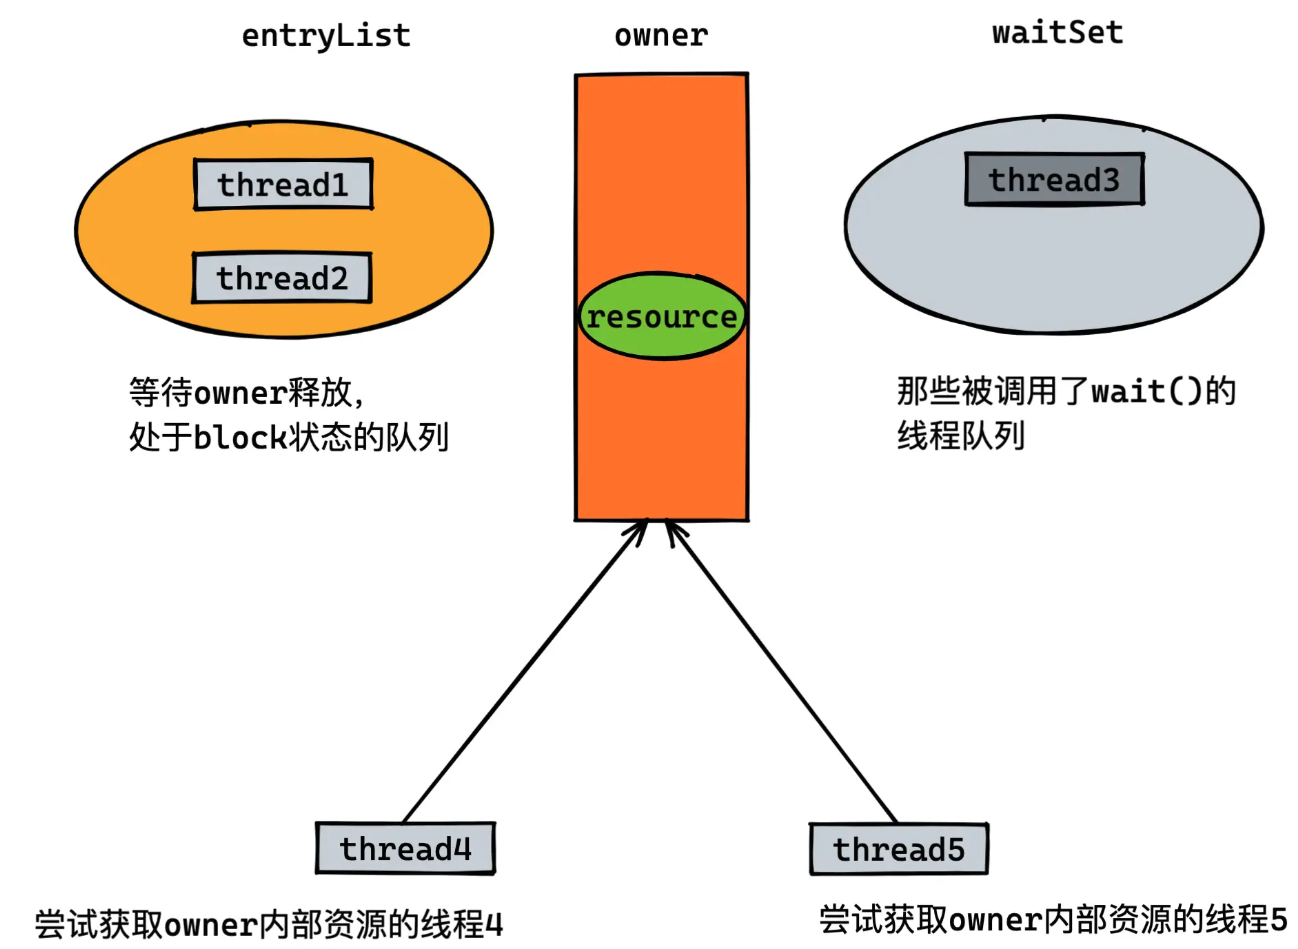 entryList
owner
waitSet
thread1
thread2
thread3
resource
等待owner释放，
处于block状态的队列
那些被调用了wait()的
线程队列
thread4
thread5
尝试获取owner内部资源的线程4
尝试获取owner内部资源的线程5